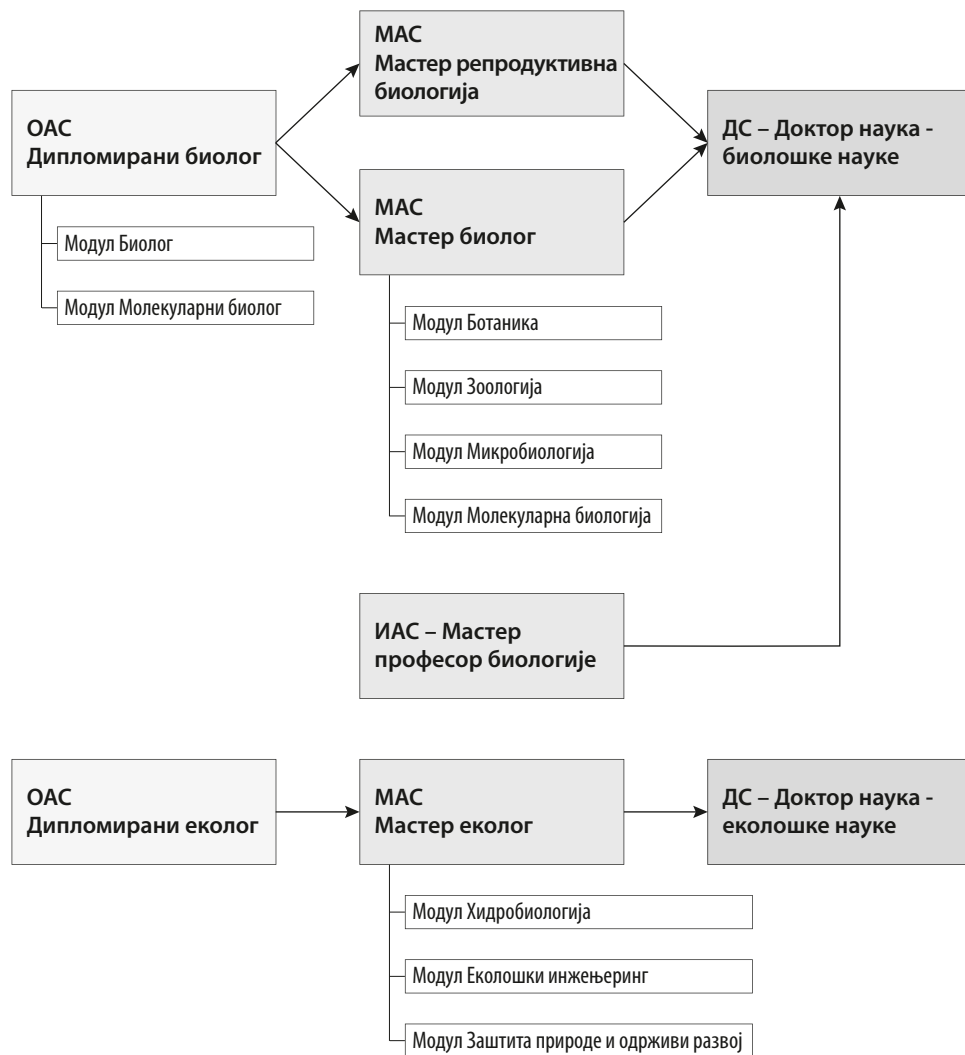 МАС
Мастер репродуктивна
биологија
ОАС
Дипломирани биолог
ДС – Доктор наука -
биолошке науке
МАС
Мастер биолог
Модул Биолог
Модул Молекуларни биолог
Модул Ботаника
Модул Зоологија
Модул Микробиологија
Модул Молекуларна биологија
ИАС – Мастер
професор биологије
ОАС
Дипломирани еколог
МАС
Мастер еколог
ДС – Доктор наука -
еколошке науке
Модул Хидробиологија
Модул Еколошки инжењеринг
Модул Заштита природе и одрживи развој